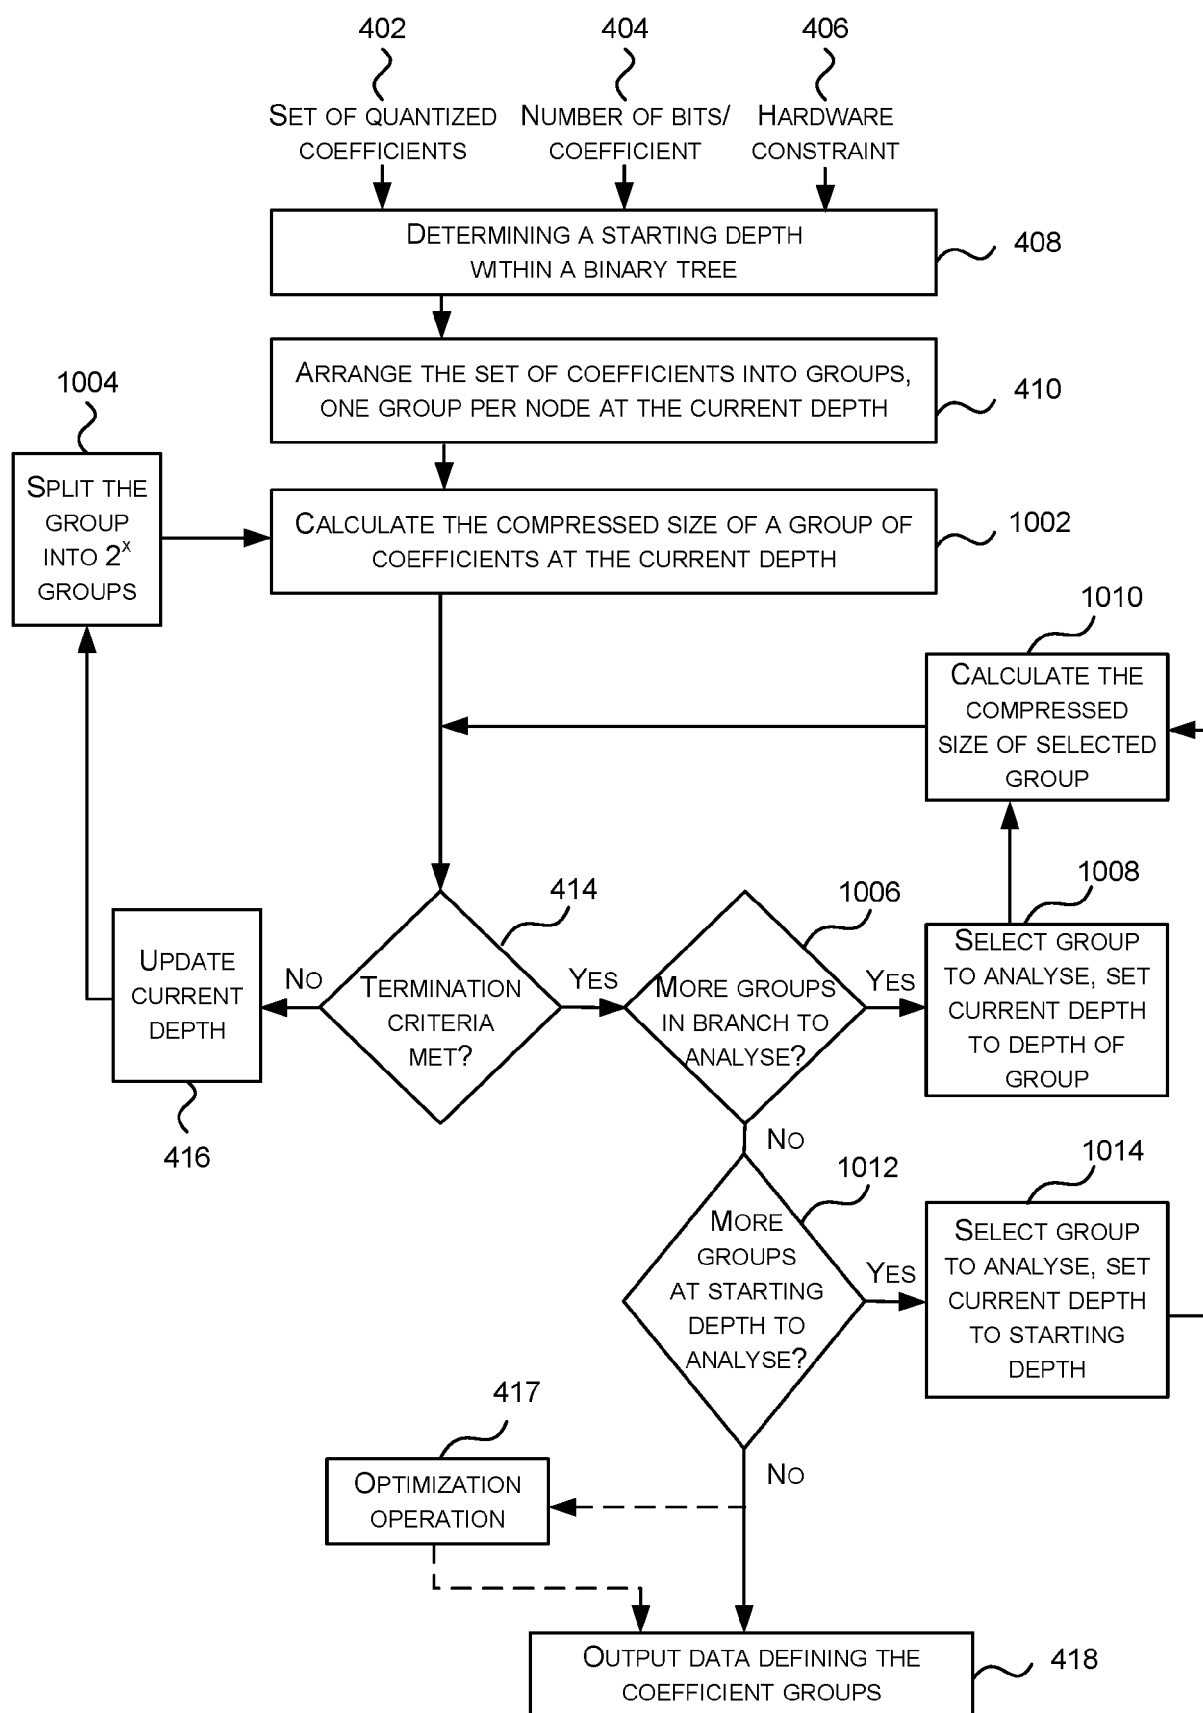 402
404
406
SET OF QUANTIZED
COEFFICIENTS
NUMBER OF BITS/
COEFFICIENT
HARDWARE
CONSTRAINT
DETERMINING A STARTING DEPTH
WITHIN A BINARY TREE
408
ARRANGE THE SET OF COEFFICIENTS INTO GROUPS,
ONE GROUP PER NODE AT THE CURRENT DEPTH
410
1004
SPLIT THE
GROUP
INTO 2^x
GROUPS
CALCULATE THE COMPRESSED SIZE OF A GROUP OF
COEFFICIENTS AT THE CURRENT DEPTH
1002
1010
CALCULATE THE
COMPRESSED
SIZE OF SELECTED
GROUP
UPDATE
CURRENT
DEPTH
416
NO
414
TERMINATION
CRITERIA
MET?
YES
1006
MORE GROUPS
IN BRANCH TO
ANALYSE?
YES
1008
SELECT GROUP
TO ANALYSE, SET
CURRENT DEPTH
TO DEPTH OF
GROUP
NO
1012
MORE
GROUPS
AT STARTING
DEPTH TO
ANALYSE?
YES
1014
SELECT GROUP
TO ANALYSE, SET
CURRENT DEPTH
TO STARTING
DEPTH
NO
417
OPTIMIZATION
OPERATION
OUTPUT DATA DEFINING THE
COEFFICIENT GROUPS
418